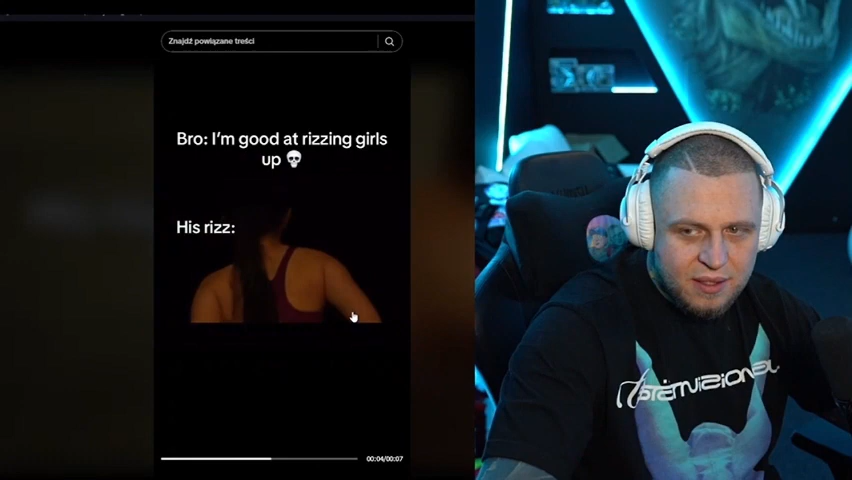 Znajdź powiązane treści
Bro: I'm good at rizzing girls
up 💀
His rizz:
00:04/00:07